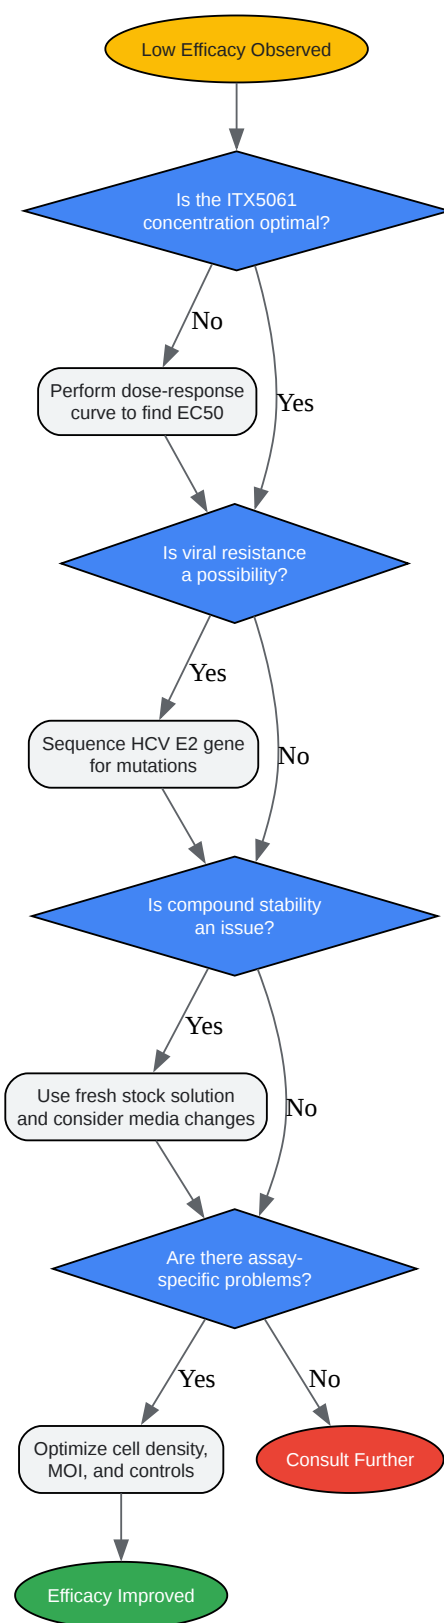 Low Efficacy Observed
Is the ITX5061
concentration optimal?
No
Perform dose-response
curve to find EC50
Yes
Is viral resistance
a possibility?
Yes
Sequence HCV E2 gene
for mutations
No
Is compound stability
an issue?
Yes
Use fresh stock solution
and consider media changes
No
Are there assay-
specific problems?
Yes
No
Optimize cell density,
MOI, and controls
Consult Further
Efficacy Improved